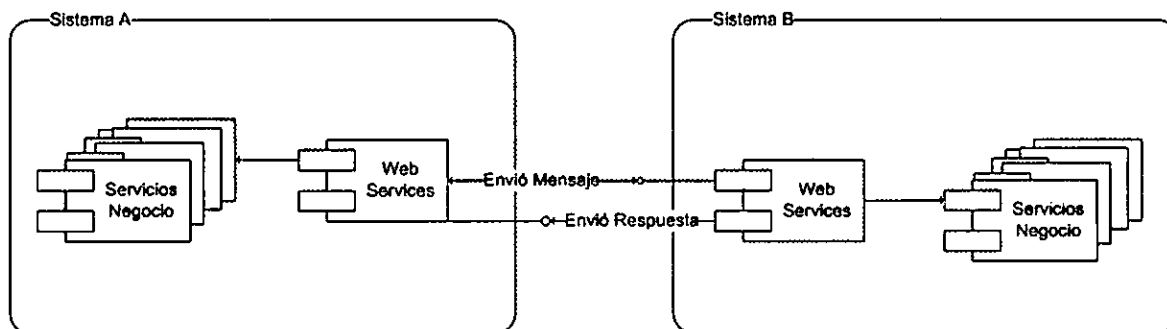 Sistema A
Sistema B
Servicios
Negocio
Web
Services
Envió Mensaje
Envió Respuesta
Web
Services
Servicios
Negocio